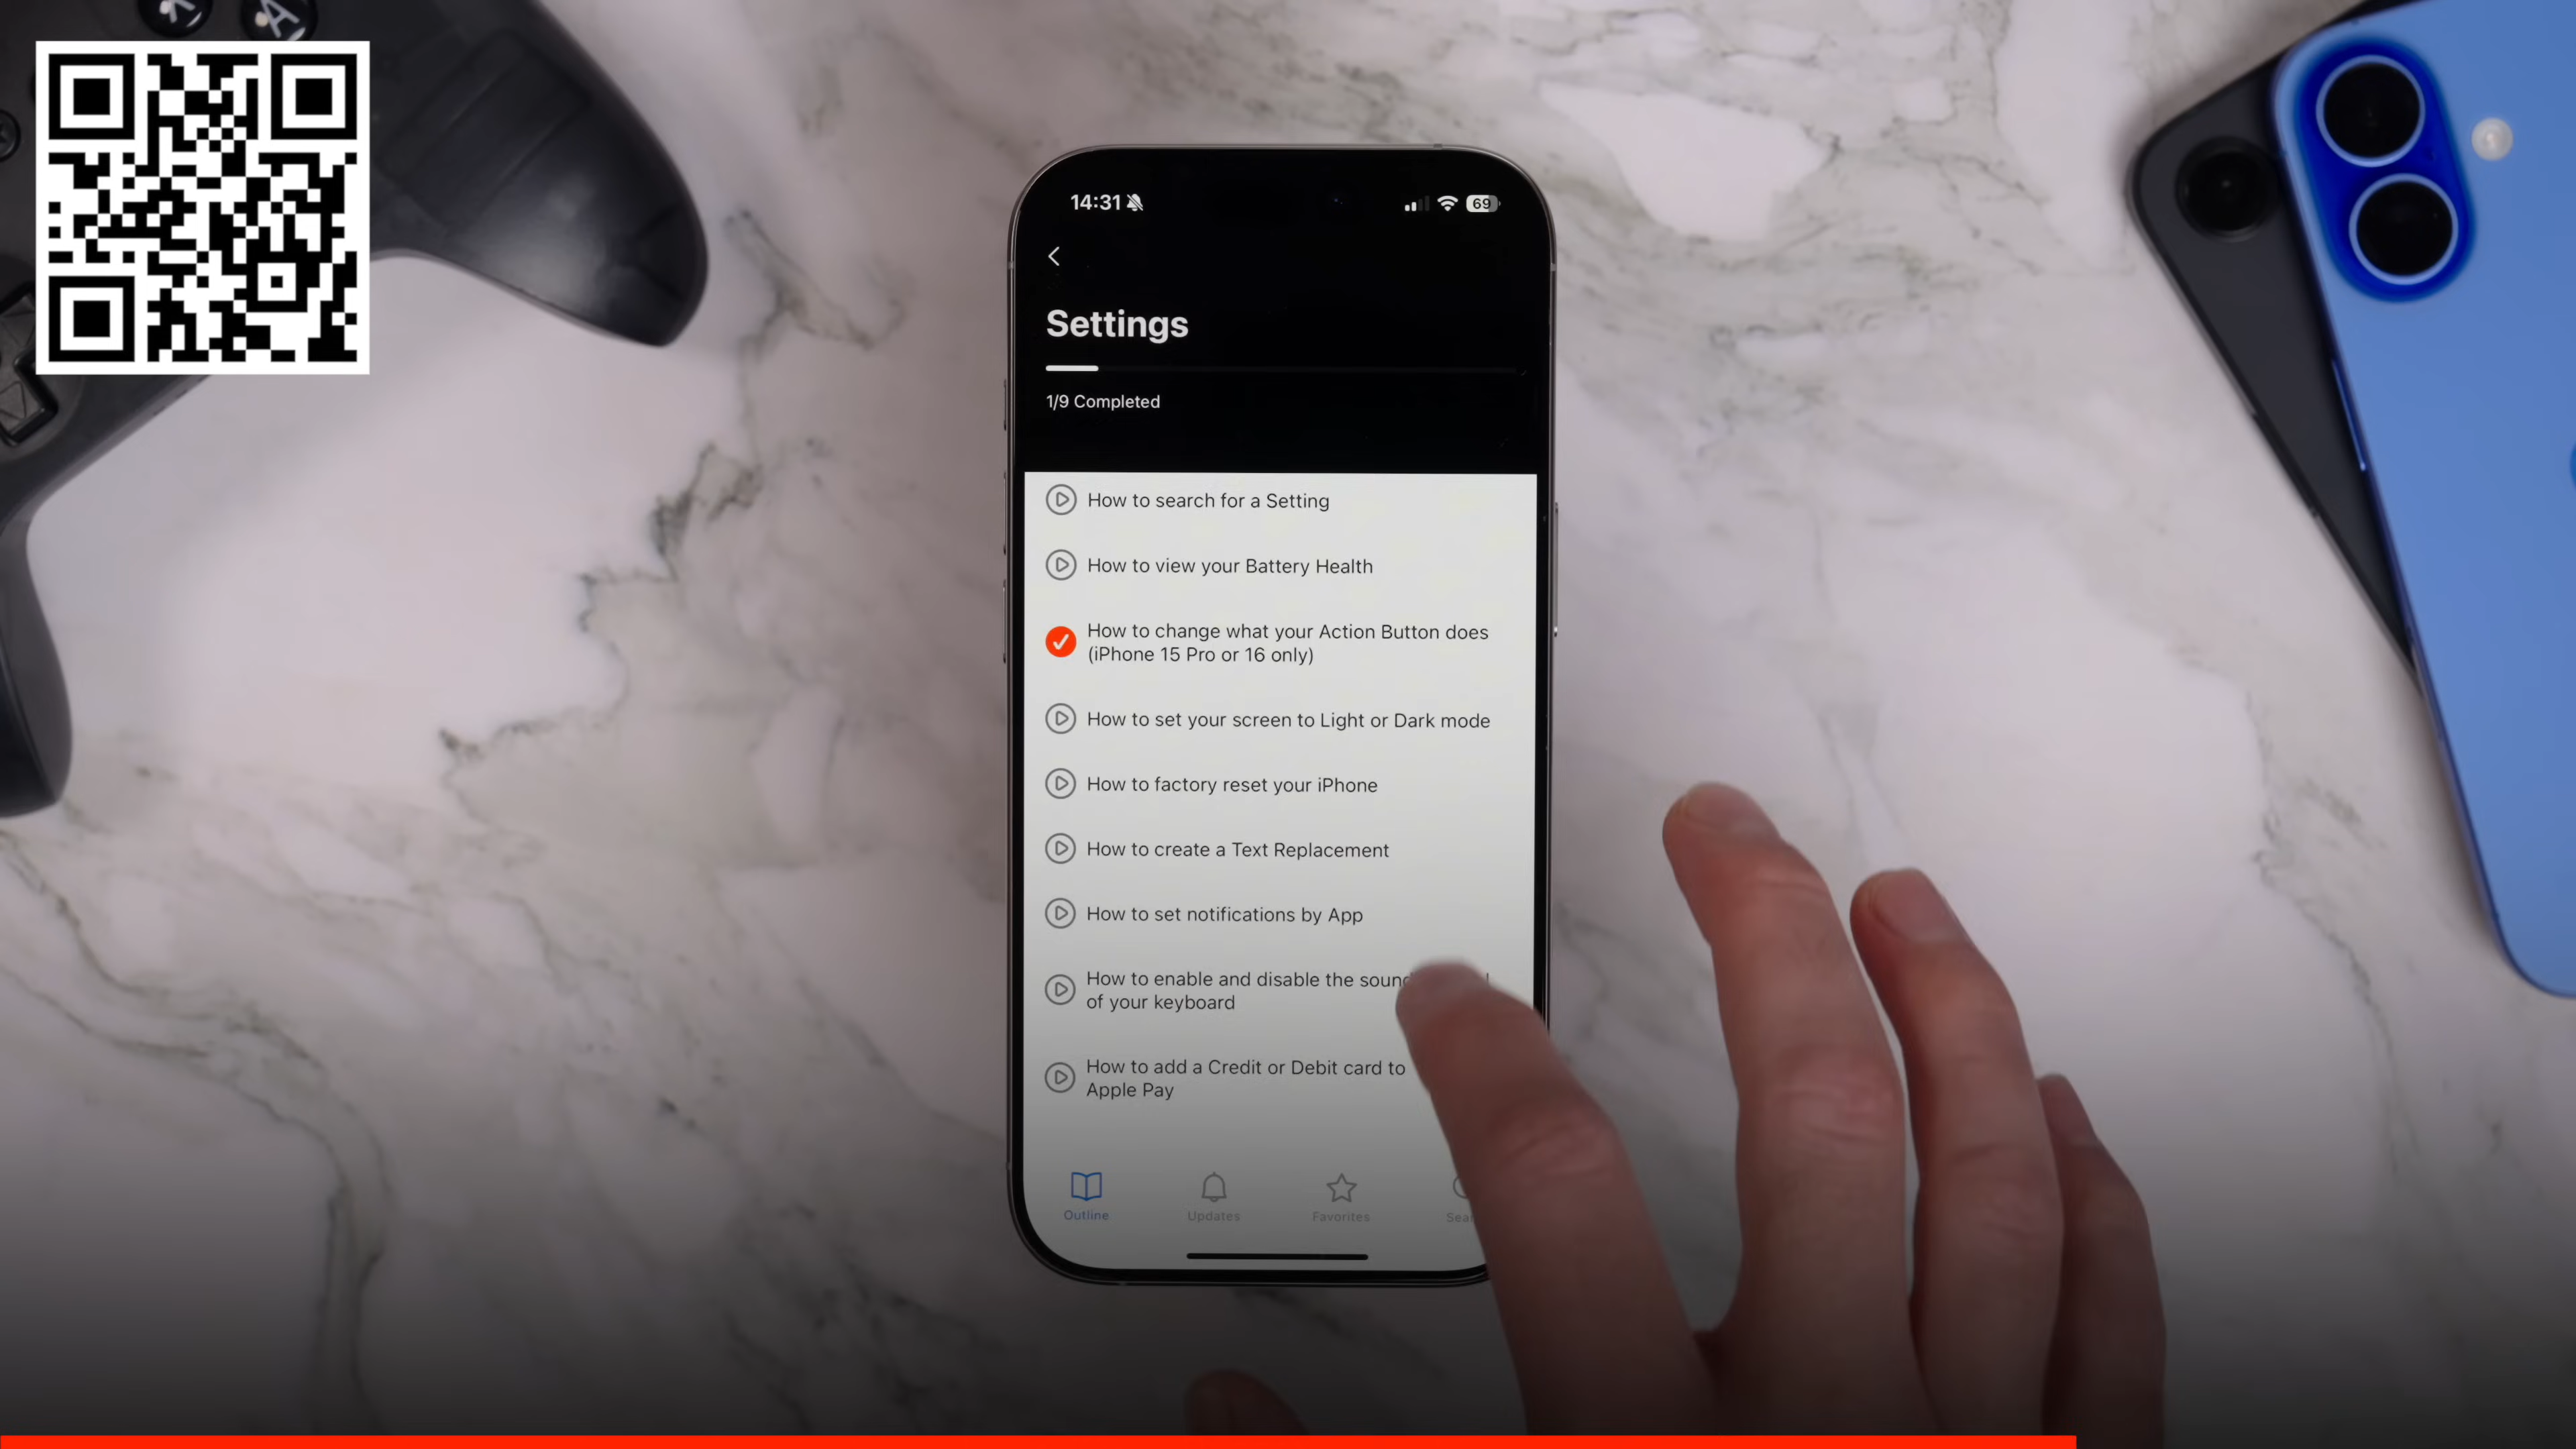 14:31
69
Settings
1/9 Completed
How to search for a Setting
How to view your Battery Health
How to change what your Action Button does
(iPhone 15 Pro or 16 only)
How to set your screen to Light or Dark mode
How to factory reset your iPhone
How to create a Text Replacement
How to set notifications by App
How to enable and disable the
of your keyboard
How to add a Credit or Debit card to
Apple Pay
Outline
Updates
Favorites
A